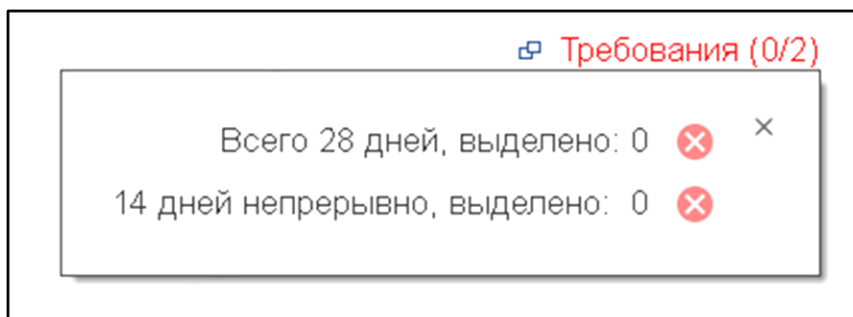 Требования (0/2)
Всего 28 дней, выделено: 0
14 дней непрерывно, выделено: 0